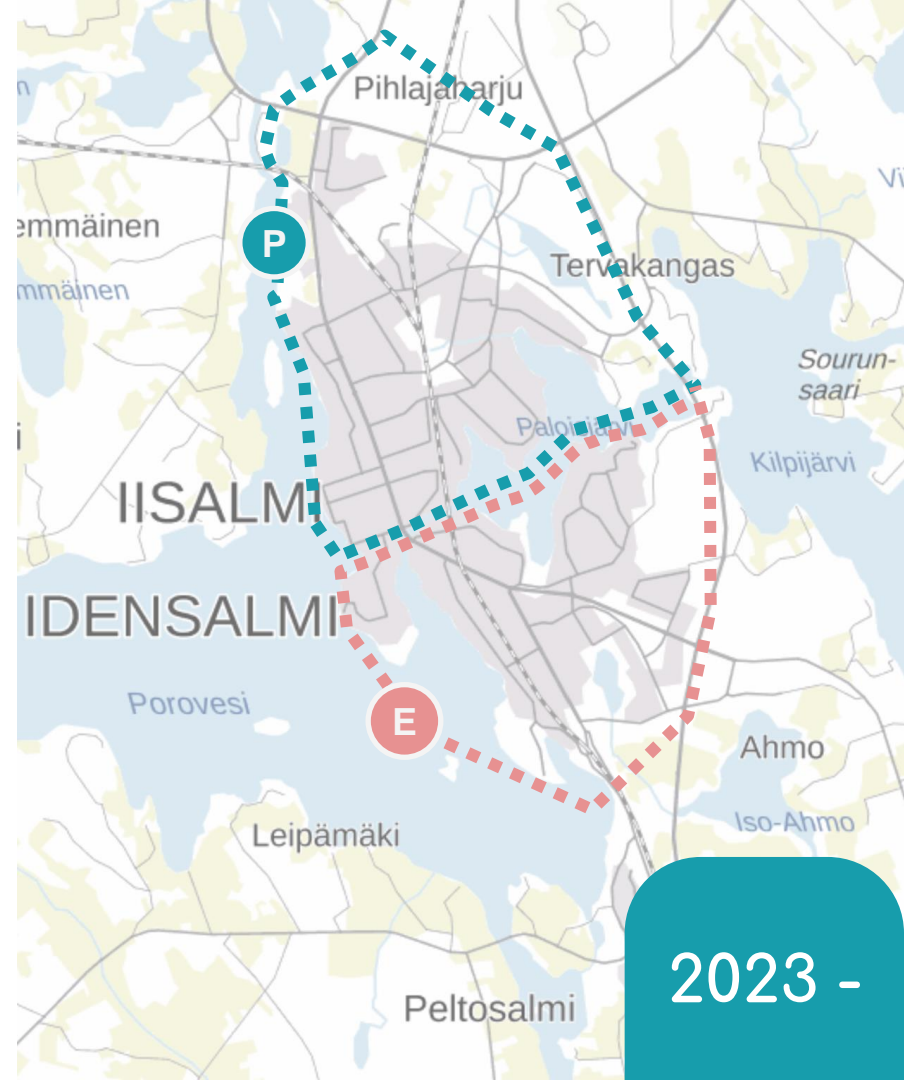 n
Pihlajaharju
Vi
emmäinen
P
Tervakangas
mmäinen
Sourun-
saari
Paloisjärvi
i
Kilpijärvi
IISALMI
IDENSALMI
Porovesi
E
Ahmo
Iso-Ahmo
Leipämäki
2023 -
Peltosalmi